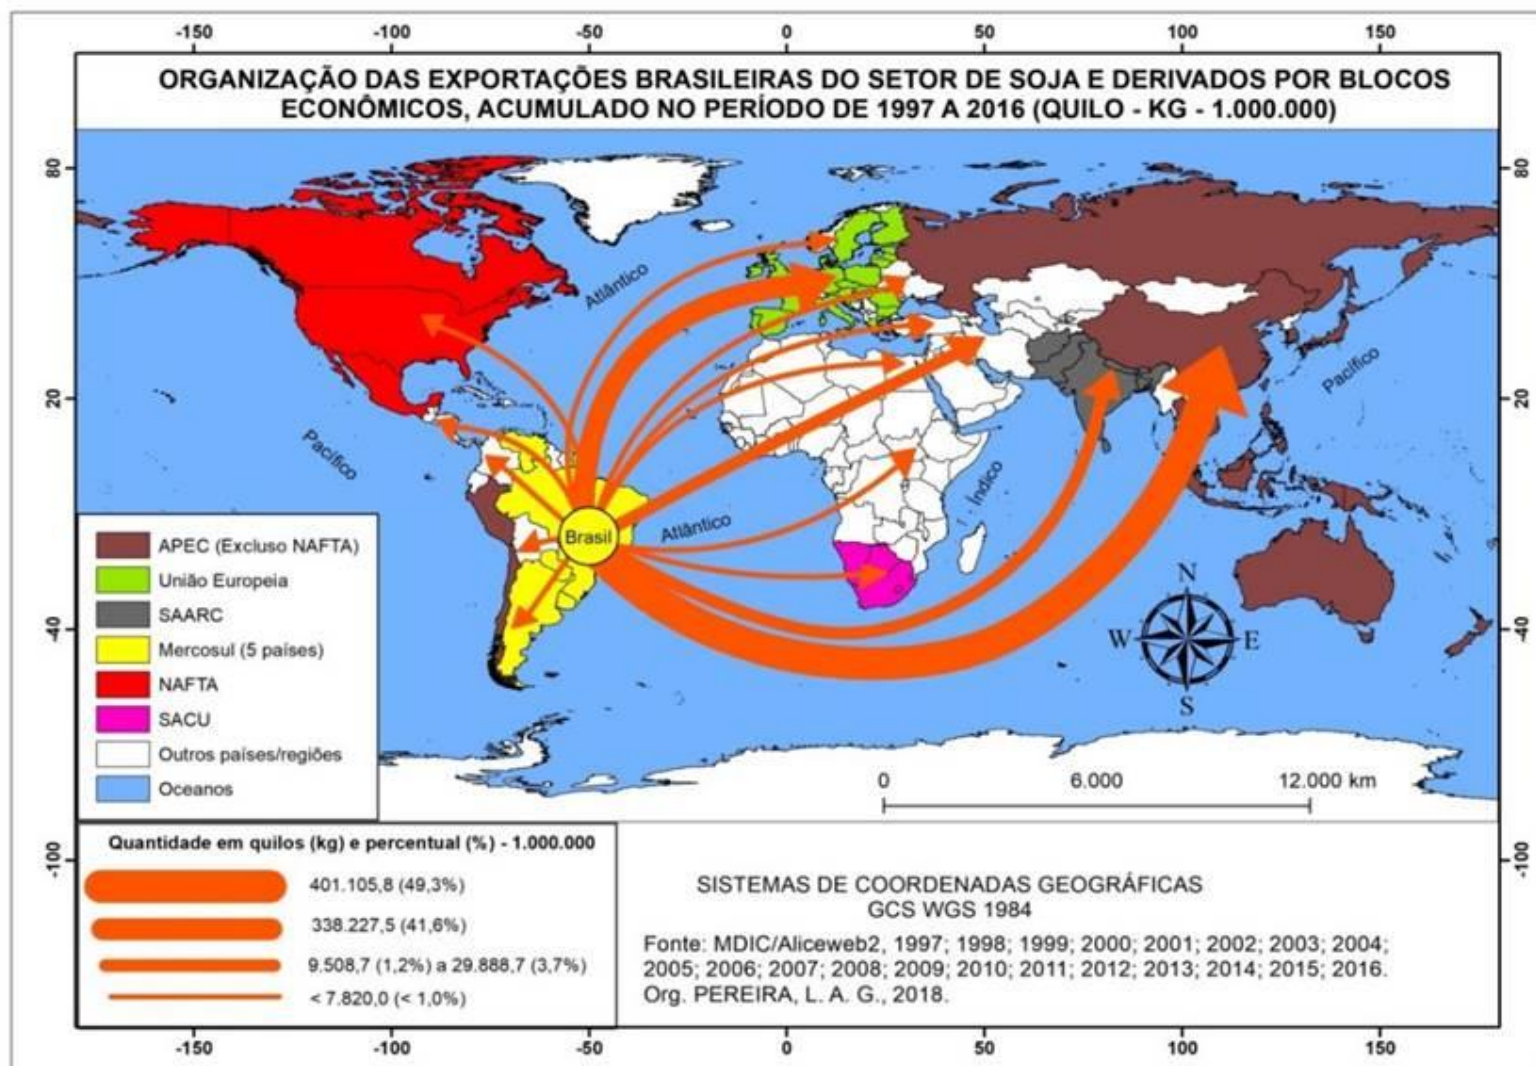 -150 -100 -50 0 50 100 150
ORGANIZAÇÃO DAS EXPORTAÇÕES BRASILEIRAS DO SETOR DE SOJA E DERIVADOS POR BLOCOS
ECONÔMICOS, ACUMULADO NO PERÍODO DE 1997 A 2016 (QUILO - KG - 1.000.000)
80 80
Atlântico
Pacífico
20 20
Pacífico
Índico
Atlântico
Brasil
APEC (Excluso NAFTA)
União Europeia
SAARC
Mercosul (5 países)
NAFTA
SACU
Outros países/regiões
Oceanos
N
W E
S
-40 -40
0 6.000 12.000 km
Quantidade em quilos (kg) e percentual (%) - 1.000.000
401.105,8 (49,3%)
338.227,5 (41,6%)
9.508,7 (1,2%) a 29.888,7 (3,7%)
< 7.820,0 (< 1,0%)
-100 -100
SISTEMAS DE COORDENADAS GEOGRÁFICAS
GCS WGS 1984
Fonte: MDIC/Aliceweb2, 1997; 1998; 1999; 2000; 2001; 2002; 2003; 2004;
2005; 2006; 2007; 2008; 2009; 2010; 2011; 2012; 2013; 2014; 2015; 2016.
Org. PEREIRA, L. A. G., 2018.
-150 -100 -50 0 50 100 150